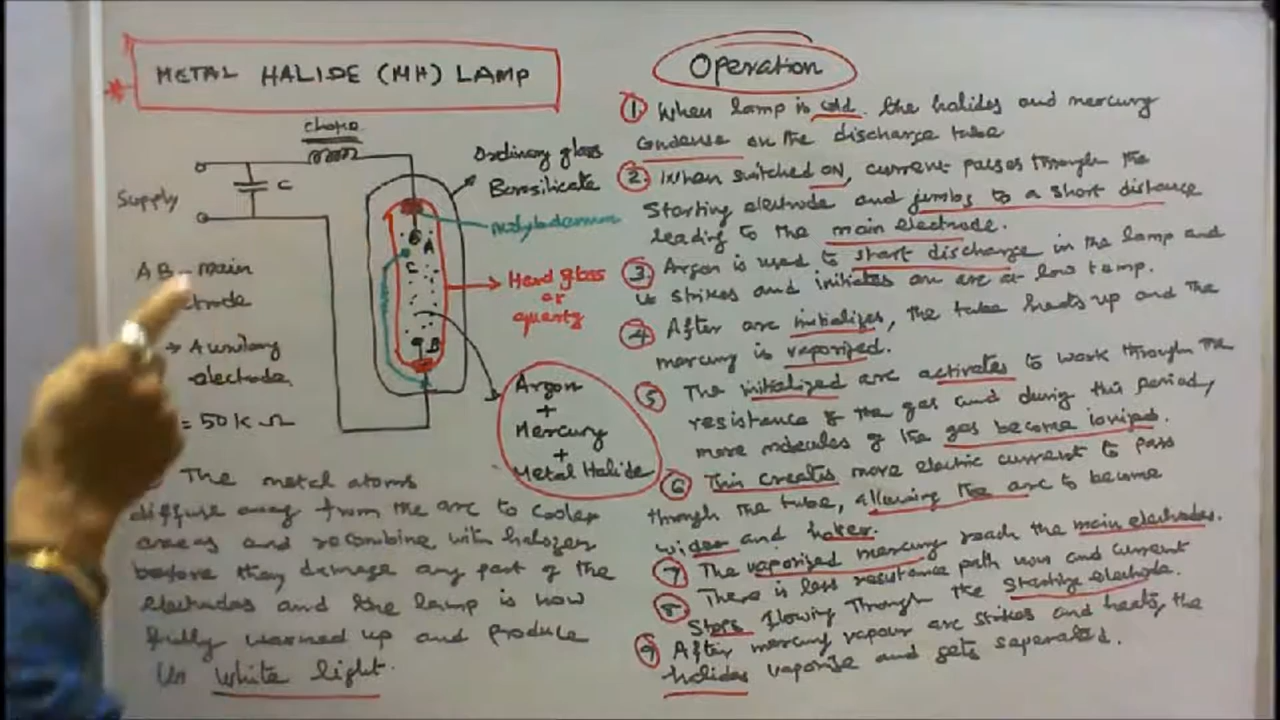 METAL HALIDE (MH) LAMP
choke
Supply
C
Ordinary glass
Borosilicate
molybdenum
A
C
B
Hard glass
or
quartz
Argon
+
Mercury
+
Metal Halide
AB - main
trode
→ Auxiliary
electrode
= 50 K Ω
The metal atoms
diffuse away from the arc to cooler
areas and recombine with halogen
before they damage any part of the
electrodes and the lamp is now
fully warmed up and produce
its white light.
Operation
① When lamp is cold. the halides and mercury
Condense on the discharge tube
② When switched ON, current passes through the
Starting electrode and jumbs to a short distance
leading to the main electrode.
③ Argon is used to start discharge in the lamp and
strikes and initiates an arc at low temp.
④ After arc initializes, the tube heats up and the
mercury is vaporized.
⑤ The initialized arc activates to work through the
resistance of the gas and during this period,
more molecules of the gas become ionized.
⑥ This creates more electric current to pass
through the tube, allowing the arc to become
wider and hoter.
⑦ The vaporized mercury reach the main electrodes.
⑧ There is less resistance path now and current
Stops flowing through the starting electrode.
⑨ After mercury vapour arc strikes and heats, the
halides vaporize and gets seperated.